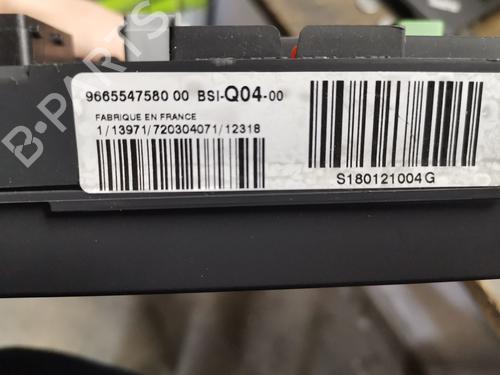 B-PARTS
9665547580 00 BSI-Q04-00
FABRIQUE EN FRANCE
1/13971/720304071/12318
S180121004G